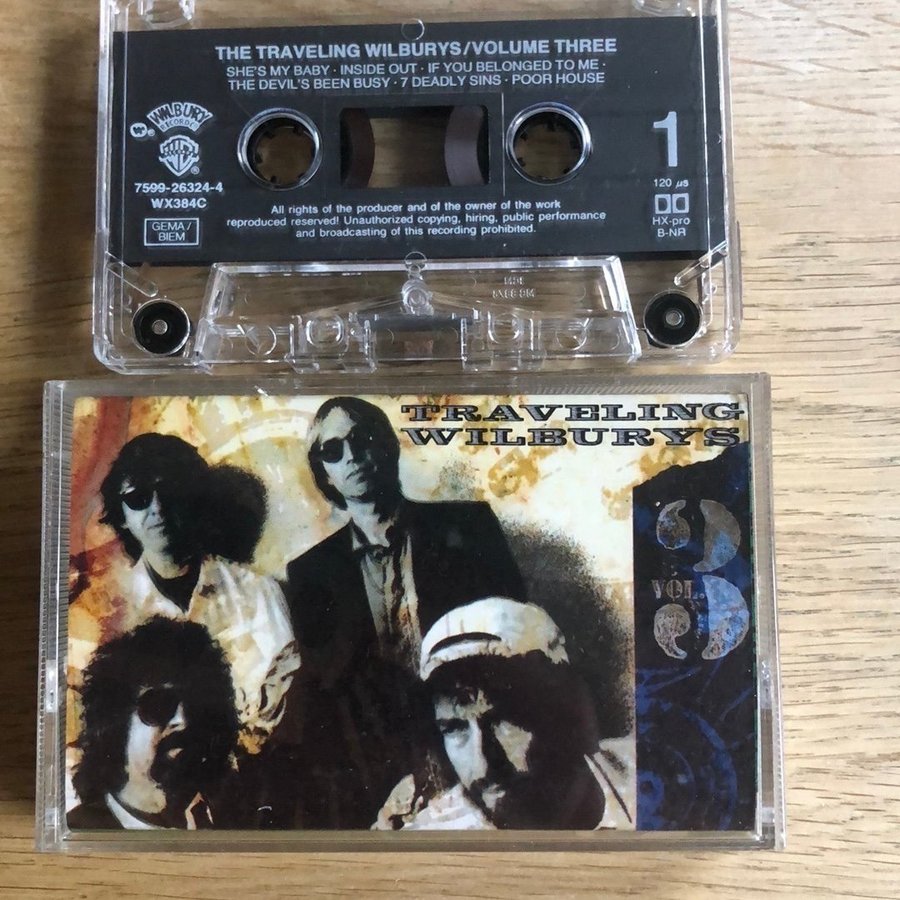 THE TRAVELING WILBURYS/VOLUME THREE
SHE'S MY BABY · INSIDE OUT · IF YOU BELONGED TO ME ·
THE DEVIL'S BEEN BUSY · 7 DEADLY SINS · POOR HOUSE
WILBURY
RECORDS
7599-26324-4
WX384C
GEMA/
BIEM
1
120 µs
HX-pro
B-NR
All rights of the producer and of the owner of the work
reproduced reserved! Unauthorized copying, hiring, public performance
and broadcasting of this recording prohibited.
TRAVELING
WILBURYS
VOL.
3